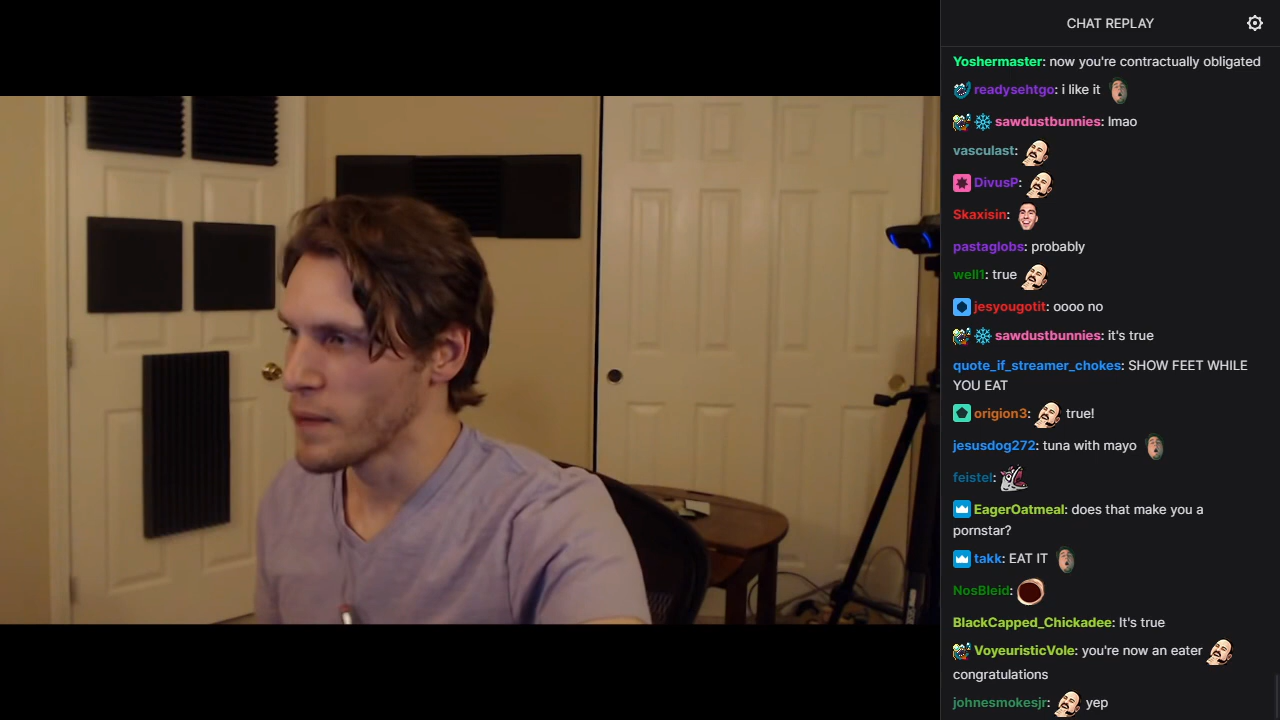 CHAT REPLAY
Yoshermaster: now you're contractually obligated
readysehtgo: i like it
sawdustbunnies: lmao
vasculast:
DivusP:
Skaxisin:
pastaglobs: probably
well1: true
jesyougotit: oooo no
sawdustbunnies: it's true
quote_if_streamer_chokes: SHOW FEET WHILE
YOU EAT
origion3: true!
jesusdog272: tuna with mayo
feistel:
EagerOatmeal: does that make you a
pornstar?
takk: EAT IT
NosBleid:
BlackCapped_Chickadee: It's true
VoyeuristicVole: you're now an eater
congratulations
johnesmokesjr: yep